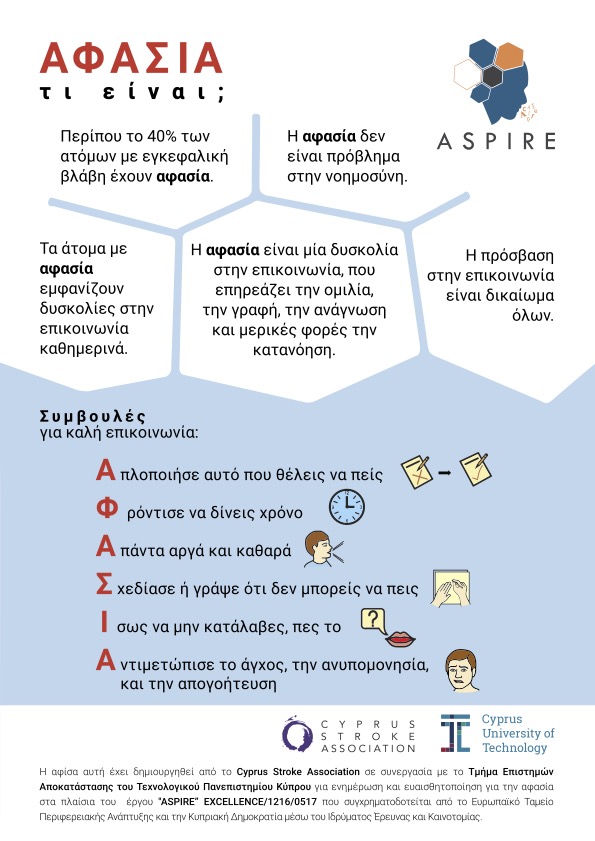 ΑΦΑΣΙΑ
τι είναι;
ASPIRE
Περίπου το 40% των
ατόμων με εγκεφαλική
βλάβη έχουν αφασία.
Η αφασία δεν
είναι πρόβλημα
στην νοημοσύνη.
Τα άτομα με
αφασία
εμφανίζουν
δυσκολίες στην
επικοινωνία
καθημερινά.
Η αφασία είναι μία δυσκολία
στην επικοινωνία, που
επηρεάζει την ομιλία,
την γραφή, την ανάγνωση
και μερικές φορές την
κατανόηση.
Η πρόσβαση
στην επικοινωνία
είναι δικαίωμα
όλων.
Συμβουλές
για καλή επικοινωνία:
Α πλοποιήσε αυτό που θέλεις να πείς
Φ ρόντισε να δίνεις χρόνο
Α πάντα αργά και καθαρά
Σ χεδίασε ή γράψε ότι δεν μπορείς να πεις
Ι σως να μην κατάλαβες, πες το
?
Α ντιμετώπισε το άγχος, την ανυπομονησία,
και την απογοήτευση
CYPRUS
STROKE
ASSOCIATION
Cyprus
University of
Technology
Η αφίσα αυτή έχει δημιουργηθεί από το Cyprus Stroke Association σε συνεργασία με το Τμήμα Επιστημών
Αποκατάστασης του Τεχνολογικού Πανεπιστημίου Κύπρου για ενημέρωση και ευαισθητοποίηση για την αφασία
στα πλαίσια του έργου "ASPIRE" EXCELLENCE/1216/0517 που συγχρηματοδοτείται από το Ευρωπαϊκό Ταμείο
Περιφερειακής Ανάπτυξης και την Κυπριακή Δημοκρατία μέσω του Ιδρύματος Έρευνας και Καινοτομίας.